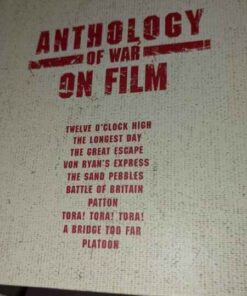 ANTHOLOGY
OF WAR
ON FILM
TWELVE O'CLOCK HIGH
THE LONGEST DAY
THE GREAT ESCAPE
VON RYAN'S EXPRESS
THE SAND PEBBLES
BATTLE OF BRITAIN
PATTON
TORA! TORA! TORA!
A BRIDGE TOO FAR
PLATOON